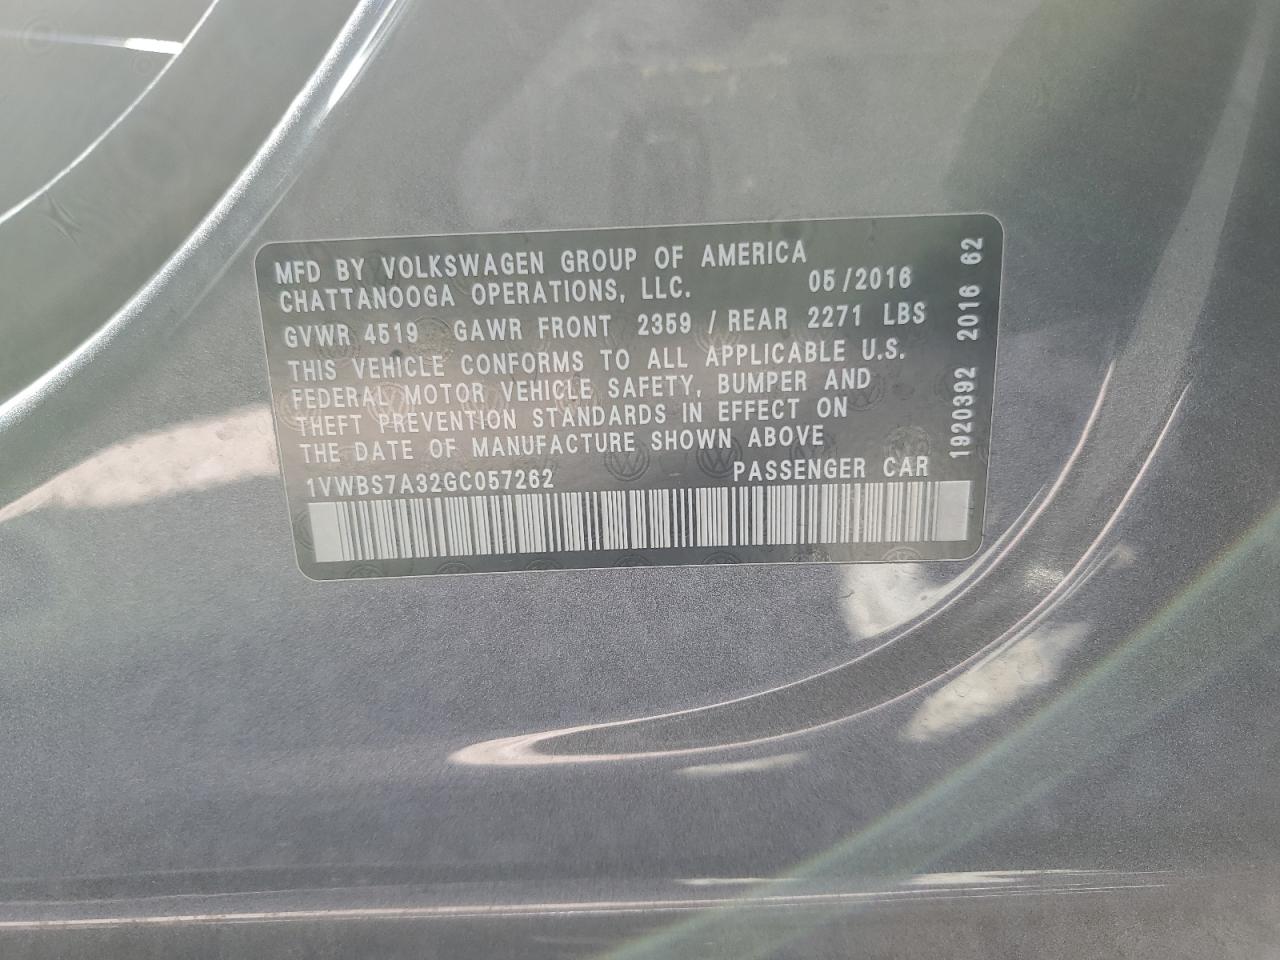 MFD BY VOLKSWAGEN GROUP OF AMERICA
CHATTANOOGA OPERATIONS, LLC. 05/2016
GVWR 4519 GAWR FRONT 2359 / REAR 2271 LBS
THIS VEHICLE CONFORMS TO ALL APPLICABLE U.S.
FEDERAL MOTOR VEHICLE SAFETY, BUMPER AND
THEFT PREVENTION STANDARDS IN EFFECT ON
THE DATE OF MANUFACTURE SHOWN ABOVE
1VWBS7A32GC057262 PASSENGER CAR
1920392 2016 62